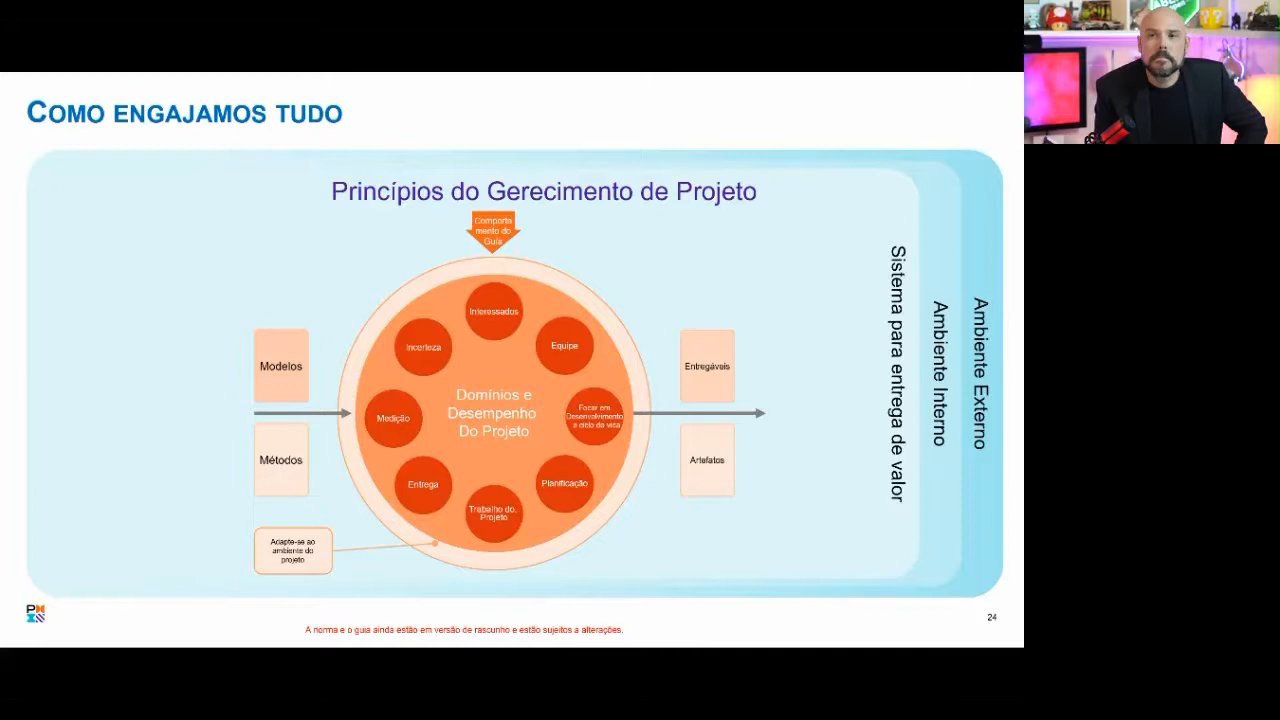 COMO ENGAJAMOS TUDO
Princípios do Gerecimento de Projeto
Comporta
mento do
Guia
Interessados
Incerteza
Equipe
Modelos
Entregáveis
Domínios e
Desempenho
Do Projeto
Medição
Focar em
Desenvolvimento
e ciclo de vida
Métodos
Artefatos
Entrega
Planificação
Trabalho do
Projeto
Adapte-se ao
ambiente do
projeto
Sistema para entrega de valor
Ambiente Interno
Ambiente Externo
24
A norma e o guia ainda estão em versão de rascunho e estão sujeitos a alterações.